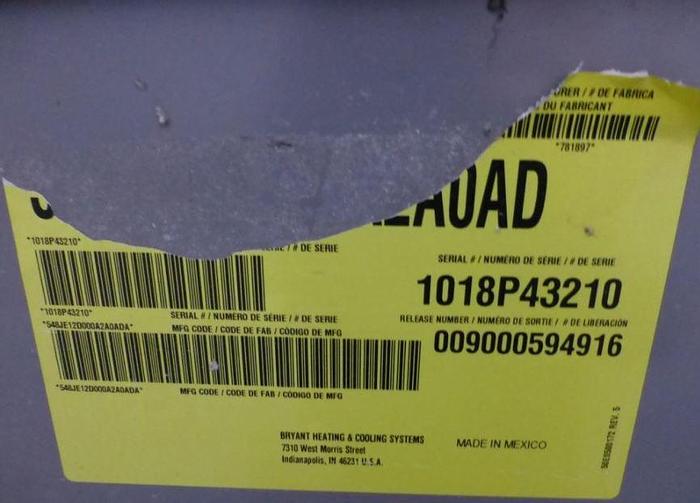 / # DE FABRICA
DU FABRICANT
*781897*
A0AD
*1018P43210*
/ # DE SERIE
SERIAL # / NUMÉRO DE SÉRIE / # DE SERIE
1018P43210
*1018P43210*
SERIAL # / NUMÉRO DE SÉRIE / # DE SERIE
RELEASE NUMBER / NUMÉRO DE SORTIE / # DE LIBERACIÓN
009000594916
*548JE12D000A2A0ADA*
MFG CODE / CODE DE FAB / CÓDIGO DE MFG
*548JE12D000A2A0ADA*
MFG CODE / CODE DE FAB / CÓDIGO DE MFG
BRYANT HEATING & COOLING SYSTEMS
7310 West Morris Street
Indianapolis, IN 46231 U.S.A.
MADE IN MEXICO
REV. 5